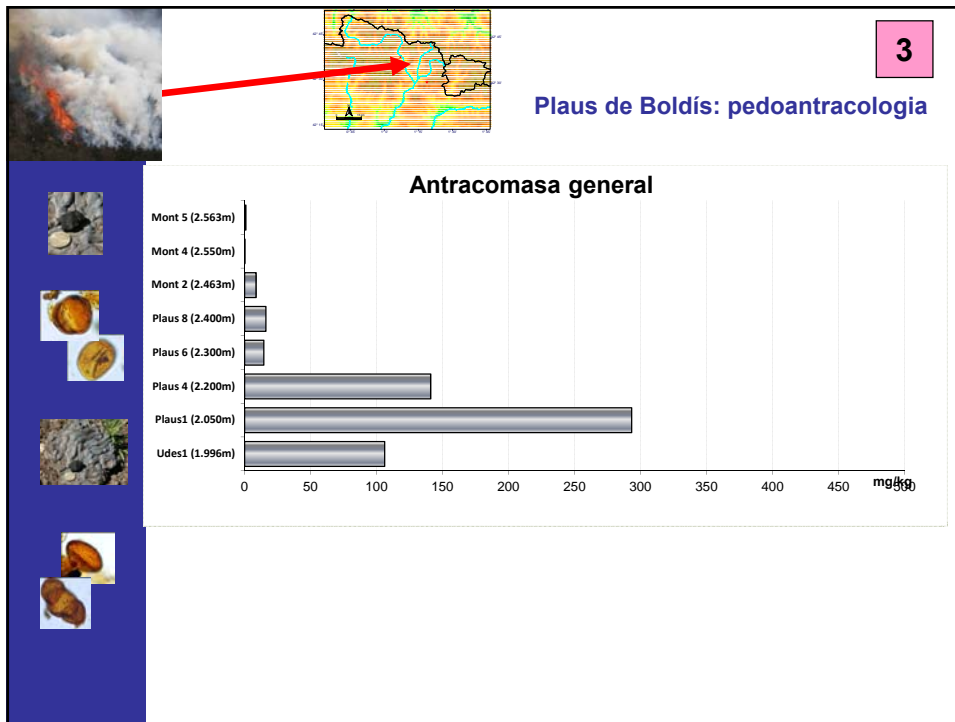 3
Plaus de Boldís: pedoantracologia
Antracomasa general
Mont 5 (2.563m)
Mont 4 (2.550m)
Mont 2 (2.463m)
Plaus 8 (2.400m)
Plaus 6 (2.300m)
Plaus 4 (2.200m)
Plaus1 (2.050m)
Udes1 (1.996m)
0 50 100 150 200 250 300 350 400 450 500
mg/kg